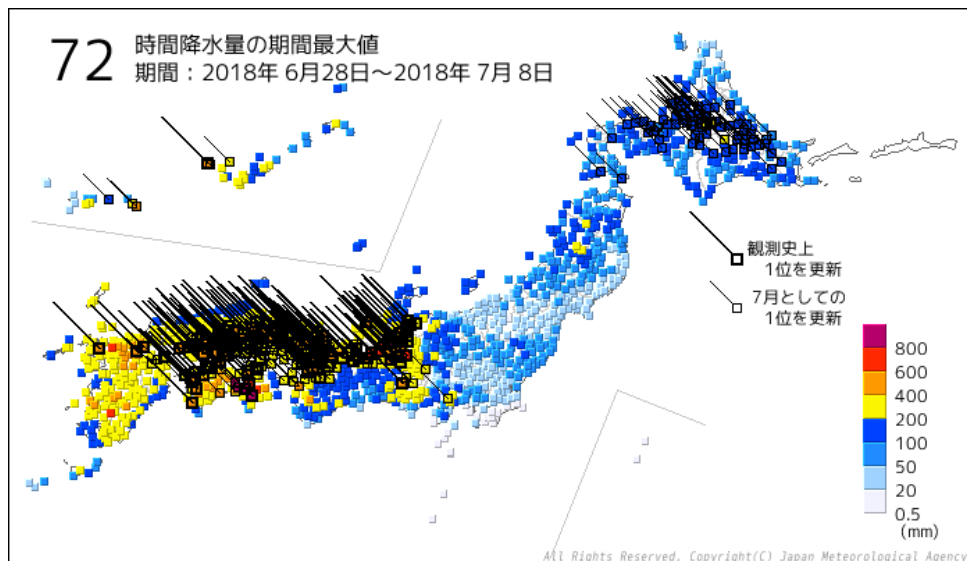 72 時間降水量の期間最大値
期間：2018年 6月28日～2018年 7月 8日
観測史上
1位を更新
7月としての
1位を更新
800
600
400
200
100
50
20
0.5
(mm)
All Rights Reserved, Copyright(C) Japan Meteorological Agency